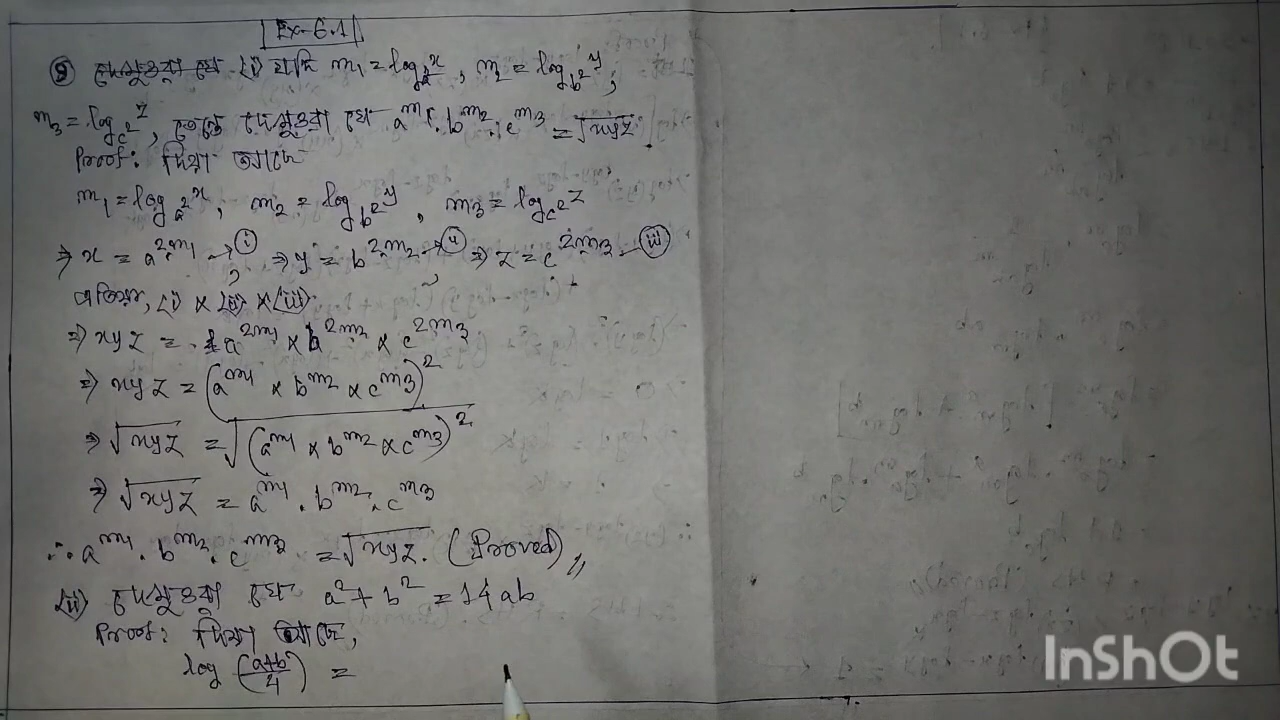 Ex-6.1
(i) যদি m₁ = log_{a²}x, m₂ = log_{b²}y,
m₃ = log_{c²}z, a^{m₁}.b^{m₂}.c^{m₃} = √xyz.
Proof: দিয়া আছে
m₁ = log_{a²}x, m₂ = log_{b²}y, m₃ = log_{c²}z
⇒ x = a^{2m₁} → (i), ⇒ y = b^{2m₂} → (ii) ⇒ z = c^{2m₃} (iii)
(i) × (ii) × (iii)
⇒ xyz = a^{2m₁} × b^{2m₂} × c^{2m₃}
⇒ xyz = (a^{m₁} × b^{m₂} × c^{m₃})²
⇒ √xyz = √(a^{m₁} × b^{m₂} × c^{m₃})²
⇒ √xyz = a^{m₁} . b^{m₂} . c^{m₃}
∴ a^{m₁} . b^{m₂} . c^{m₃} = √xyz. (Proved)
(ii) দেখুওৱা যে a² + b² = 14ab
Proof: দিয়া আছে,
log (a+b/4) =
InShOt